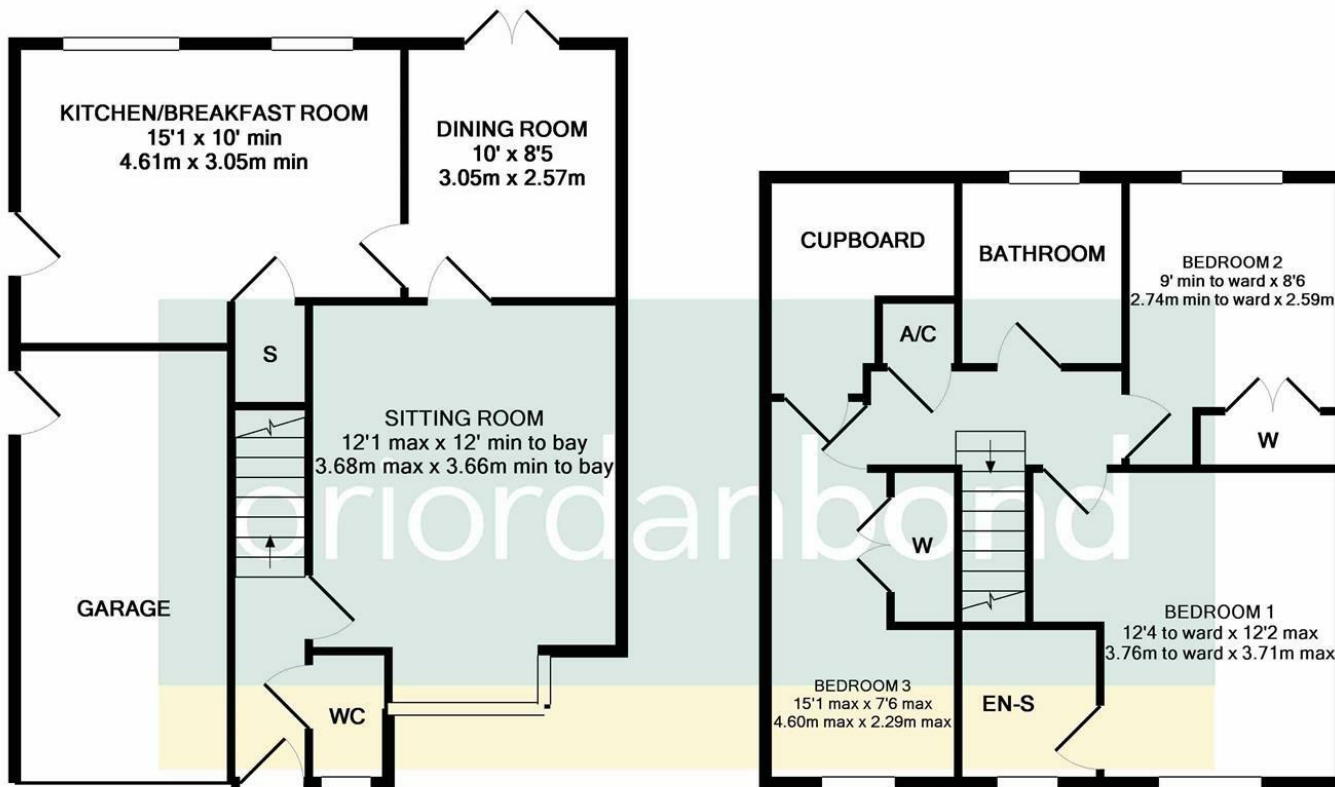 KITCHEN/BREAKFAST ROOM
15'1 x 10' min
4.61m x 3.05m min
DINING ROOM
10' x 8'5
3.05m x 2.57m
S
SITTING ROOM
12'1 max x 12' min to bay
3.68m max x 3.66m min to bay
GARAGE
WC
CUPBOARD
BATHROOM
BEDROOM 2
9' min to ward x 8'6
2.74m min to ward x 2.59m
A/C
W
W
BEDROOM 1
12'4 to ward x 12'2 max
3.76m to ward x 3.71m max
BEDROOM 3
15'1 max x 7'6 max
4.60m max x 2.29m max
EN-S
oriordanbond